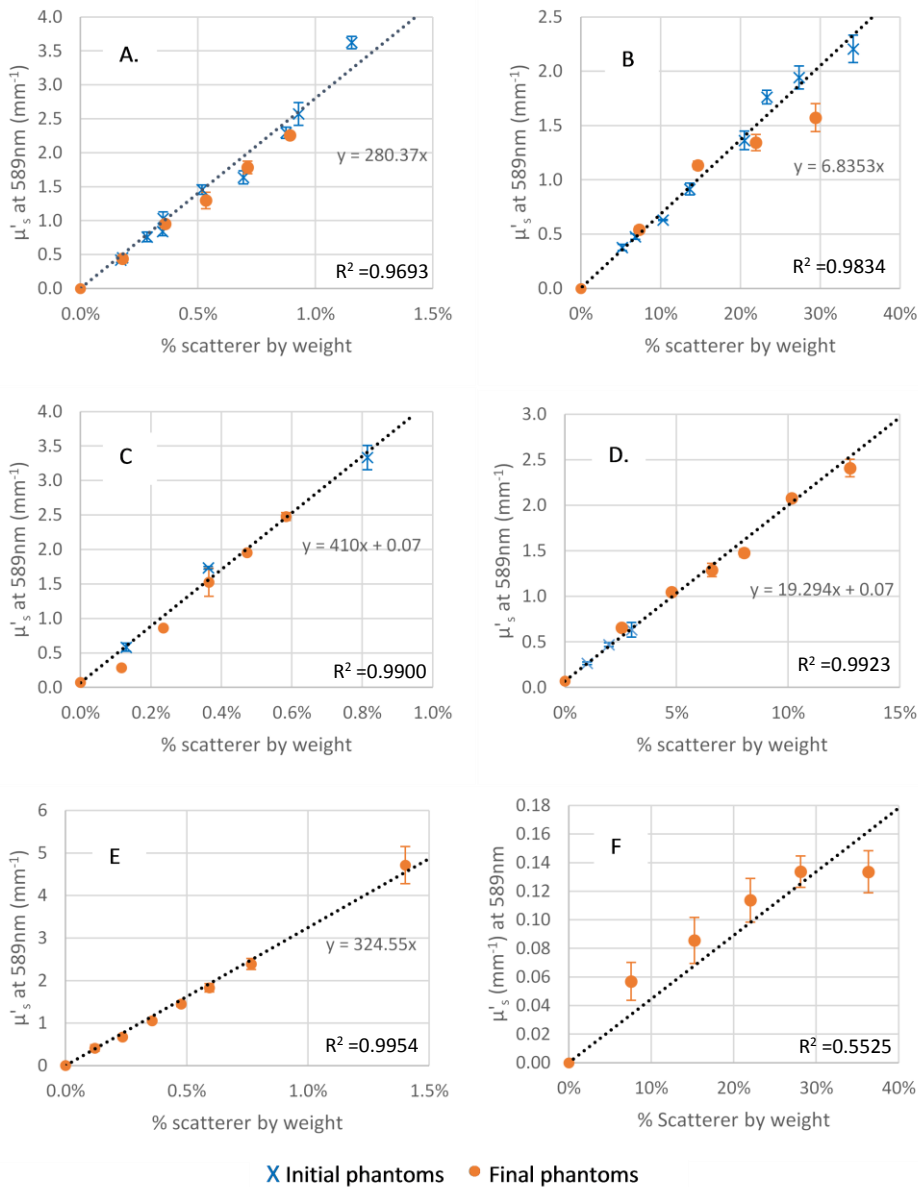 A.
μ's at 589nm (mm-1)
4.0
3.5
3.0
2.5
2.0
1.5
1.0
0.5
0.0
y = 280.37x
R2 =0.9693
0.0% 0.5% 1.0% 1.5%
% scatterer by weight
B
μ's at 589nm (mm-1)
2.5
2.0
1.5
1.0
0.5
0.0
y = 6.8353x
R2 =0.9834
0% 10% 20% 30% 40%
% scatterer by weight
C
μ's at 589nm (mm-1)
4.0
3.5
3.0
2.5
2.0
1.5
1.0
0.5
0.0
y = 410x + 0.07
R2 =0.9900
0.0% 0.2% 0.4% 0.6% 0.8% 1.0%
% scatterer by weight
D.
μ's at 589nm (mm-1)
3.0
2.5
2.0
1.5
1.0
0.5
0.0
y = 19.294x + 0.07
R2 =0.9923
0% 5% 10% 15%
% scatterer by weight
E
μ's at 589nm (mm-1)
6
5
4
3
2
1
0
y = 324.55x
R2 =0.9954
0.0% 0.5% 1.0% 1.5%
% scatterer by weight
F
μ's (mm-1) at 589nm
0.18
0.16
0.14
0.12
0.10
0.08
0.06
0.04
0.02
0.00
R2 =0.5525
0% 10% 20% 30% 40%
% Scatterer by weight
Initial phantoms Final phantoms